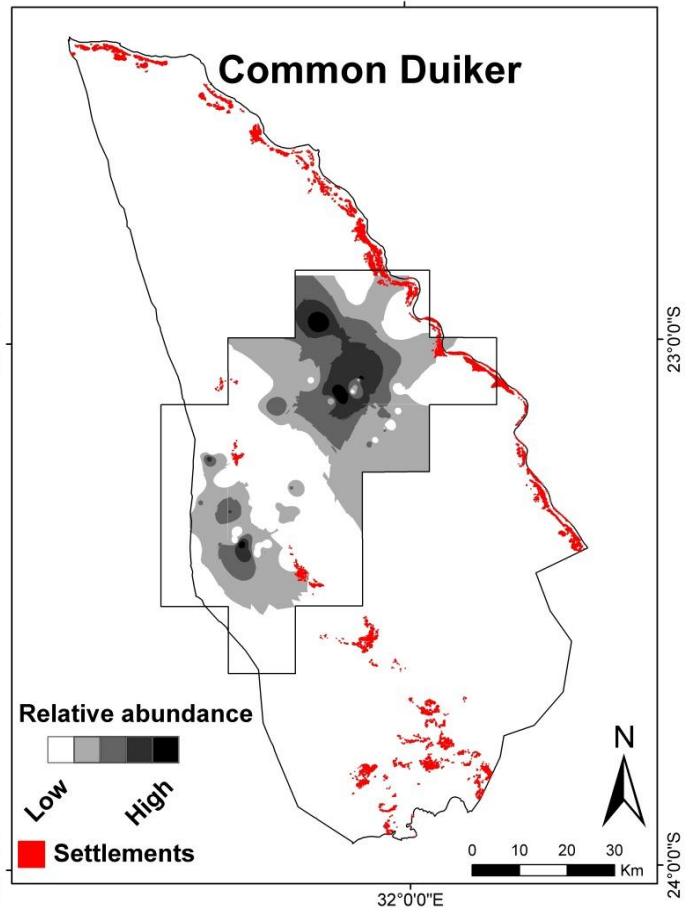 Common Duiker
23°0'0"S
Relative abundance
Low
High
Settlements
N
0 10 20 30
Km
24°0'0"S
32°0'0"E